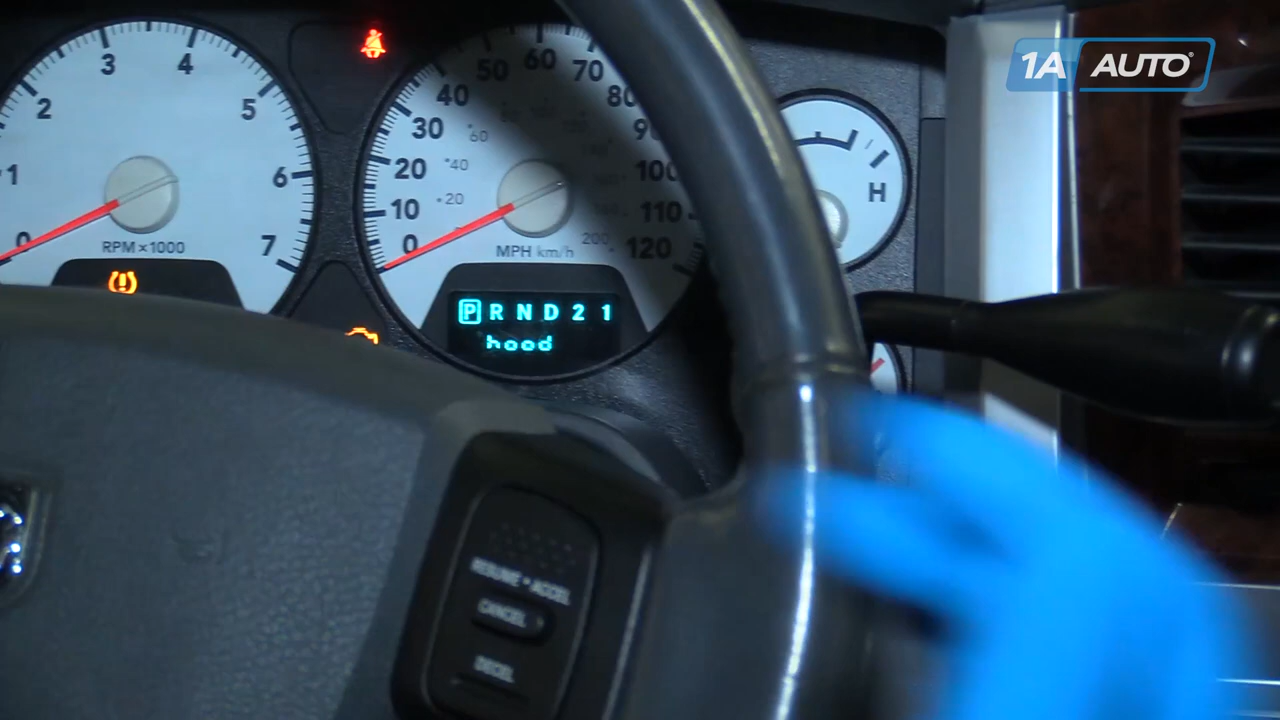 1A AUTO
0 1 2 3 4 5 6 7
RPM x 1000
0 10 20 30 40 50 60 70 80 90 100 110 120
20 40 60 200
MPH km/h
P R N D 2 1
hood
H
RESUME • ACCEL
CANCEL
DECEL